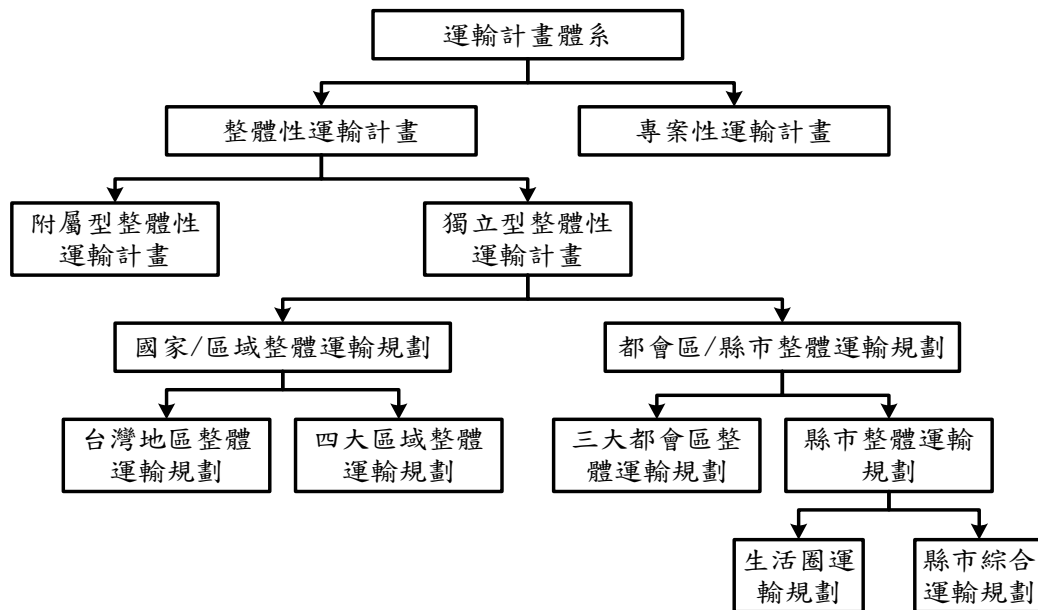 運輸計畫體系
整體性運輸計畫
專案性運輸計畫
附屬型整體性
運輸計畫
獨立型整體性
運輸計畫
國家/區域整體運輸規劃
都會區/縣市整體運輸規劃
台灣地區整體
運輸規劃
四大區域整體
運輸規劃
三大都會區整
體運輸規劃
縣市整體運輸
規劃
生活圈運
輸規劃
縣市綜合
運輸規劃